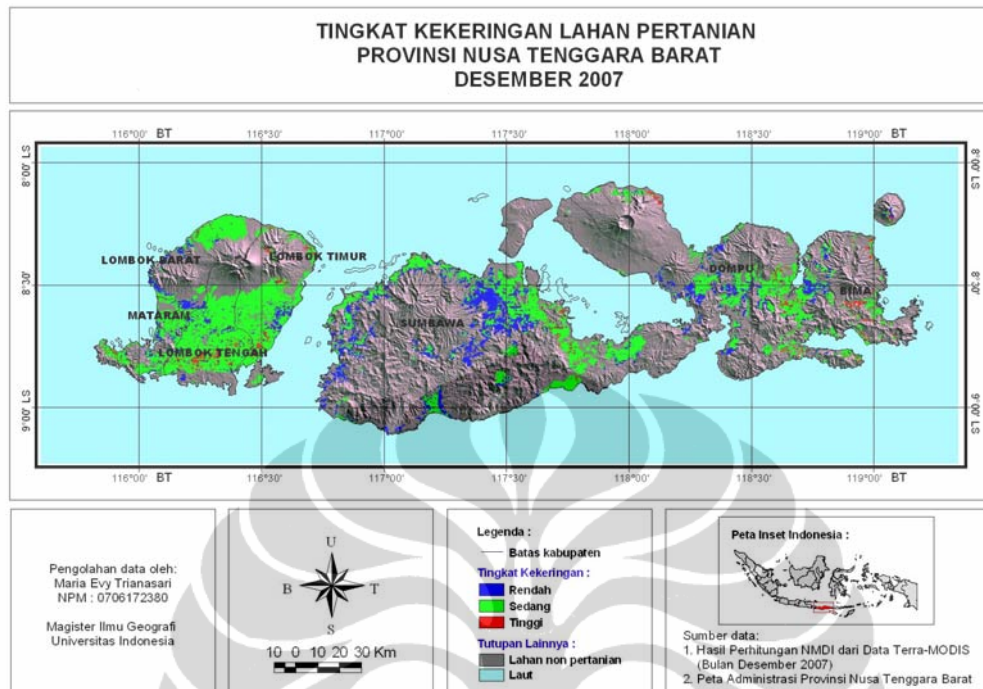 TINGKAT KEKERINGAN LAHAN PERTANIAN
PROVINSI NUSA TENGGARA BARAT
DESEMBER 2007
116°00' BT
116°30'
117°00'
117°30'
118°00'
118°30'
119°00' BT
8°00' LS
8°00' LS
LOMBOK BARAT
LOMBOK TIMUR
DOMPU
BIMA
8°30'
8°30'
MATARAM
SUMBAWA
LOMBOK TENGAH
9°00' LS
9°00' LS
116°00' BT
116°30'
117°00'
117°30'
118°00'
118°30'
119°00' BT
Pengolahan data oleh:
Maria Evy Trianasari
NPM : 0706172380
Magister Ilmu Geografi
Universitas Indonesia
U
B T
S
10 0 10 20 30 Km
Legenda :
Batas kabupaten
Tingkat Kekeringan :
Rendah
Sedang
Tinggi
Tutupan Lainnya :
Lahan non pertanian
Laut
Peta Inset Indonesia :
Sumber data:
1. Hasil Perhitungan NMDI dari Data Terra-MODIS
(Bulan Desember 2007)
2. Peta Administrasi Provinsi Nusa Tenggara Barat